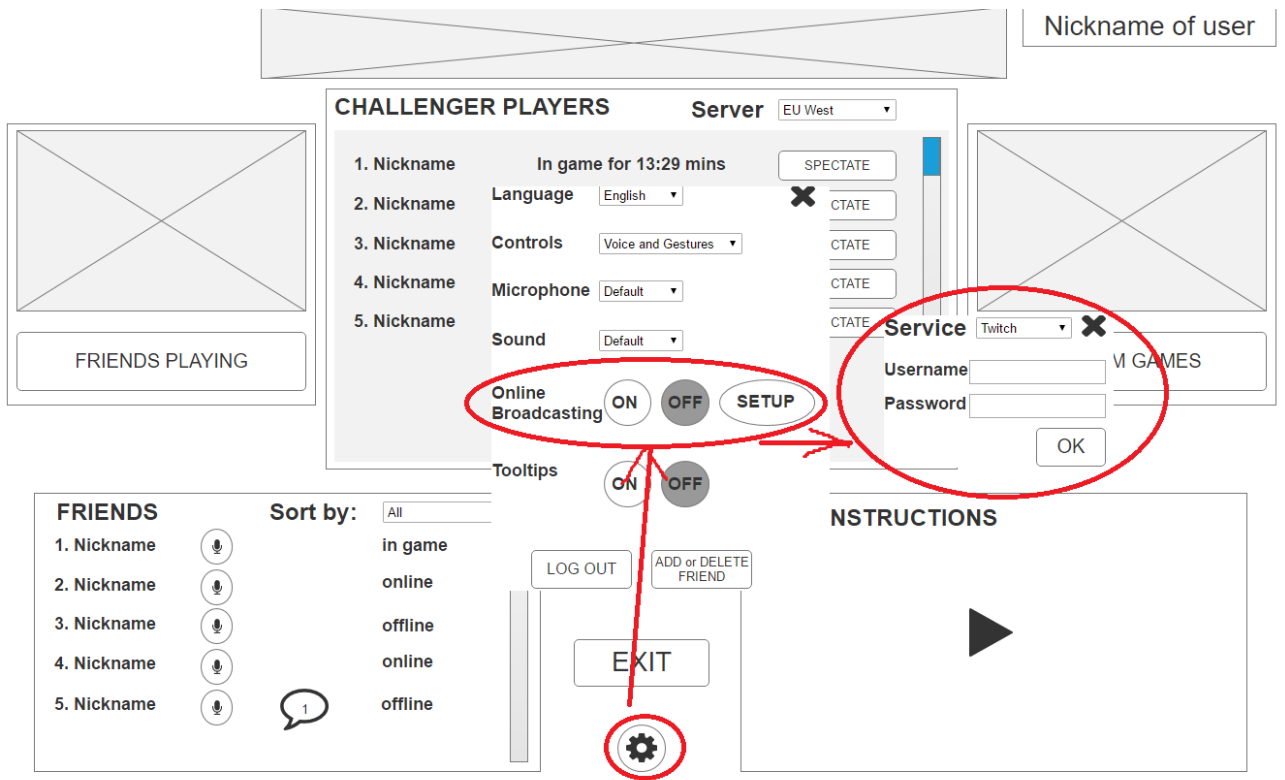 Nickname of user
CHALLENGER PLAYERS
Server
EU West
1. Nickname
In game for 13:29 mins
SPECTATE
2. Nickname
CTATE
3. Nickname
CTATE
4. Nickname
CTATE
5. Nickname
CTATE
Language
English
Controls
Voice and Gestures
Microphone
Default
Sound
Default
Online
Broadcasting
ON
OFF
SETUP
Tooltips
ON
OFF
LOG OUT
ADD or DELETE
FRIEND
EXIT
Service
Twitch
Username
Password
OK
FRIENDS PLAYING
M GAMES
FRIENDS
Sort by:
All
1. Nickname
in game
2. Nickname
online
3. Nickname
offline
4. Nickname
online
5. Nickname
1
offline
NSTRUCTIONS